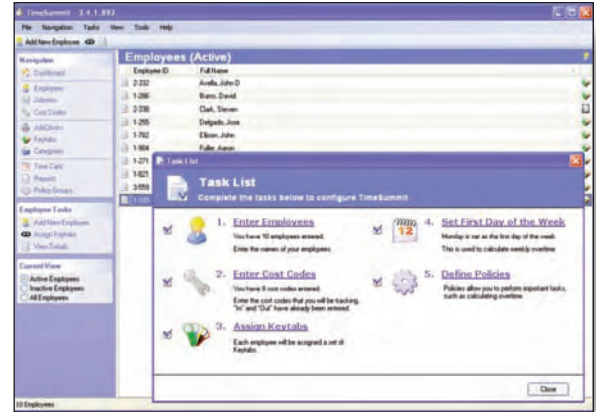 TimeSummit - 3.4.1.892
File Navigation Tasks View Tools Help
Add New Employee
Navigation
Dashboard
Employees
Jobsites
Cost Codes
JobClocks
Keytabs
Categories
Time Card
Reports
Policy Groups
Employee Tasks
Add New Employee
Assign Keytabs
View Details
Current View
Active Employees
Inactive Employees
All Employees
Employees (Active)
Employee ID Full Name
2-332 Avella, John D
1-286 Burns, David
2-338 Clark, Steven
1-255 Delgado, Jose
1-782 Ellison, John
1-984 Fuller, Aaron
1-271
1-821
3-559
Task List
Task List
Complete the tasks below to configure TimeSummit.
1. Enter Employees
You have 10 employees entered.
Enter the names of your employees.
2. Enter Cost Codes
You have 8 cost codes entered.
Enter the cost codes that you will be tracking.
"In" and "Out" have already been entered.
3. Assign Keytabs
Each employee will be assigned a set of
Keytabs.
4. Set First Day of the Week
Monday is set as the first day of the week.
This is used to calculate weekly overtime.
12
5. Define Policies
Policies allow you to perform important tasks,
such as calculating overtime.
Close
10 Employees